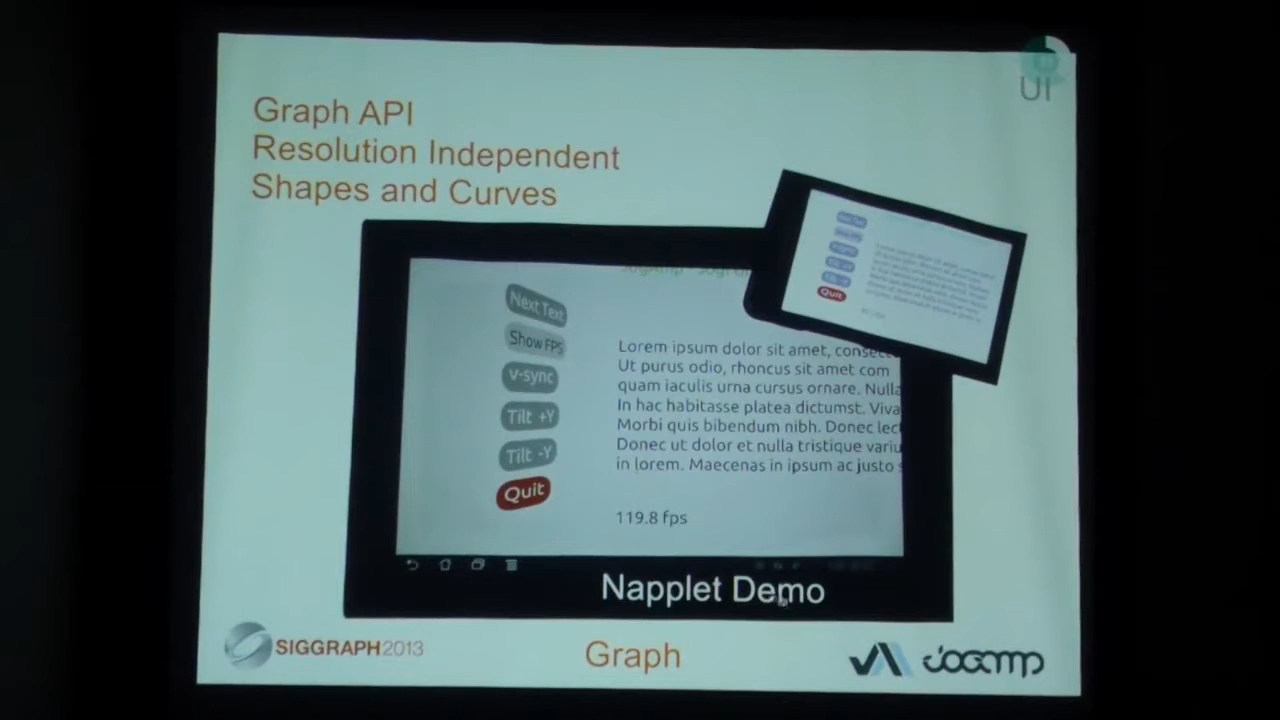 UI
Graph API
Resolution Independent
Shapes and Curves
Next Text
Show FPS
V-sync
Tilt +Y
Tilt -Y
Quit
Lorem ipsum dolor sit amet, consect
Ut purus odio, rhoncus sit amet com
quam iaculis urna cursus ornare. Nulla
In hac habitasse platea dictumst. Viva
Morbi quis bibendum nibh. Donec lect
Donec ut dolor et nulla tristique variu
in lorem. Maecenas in ipsum ac justo s
119.8 fps
Quit
Napplet Demo
SIGGRAPH2013
Graph
JOGAMP